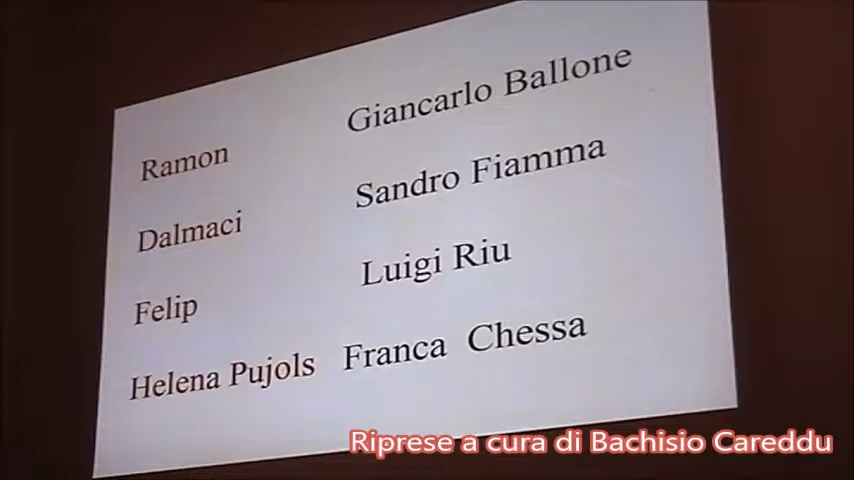 Ramon Giancarlo Ballone
Dalmaci Sandro Fiamma
Felip Luigi Riu
Helena Pujols Franca Chessa
Riprese a cura di Bachisio Careddu